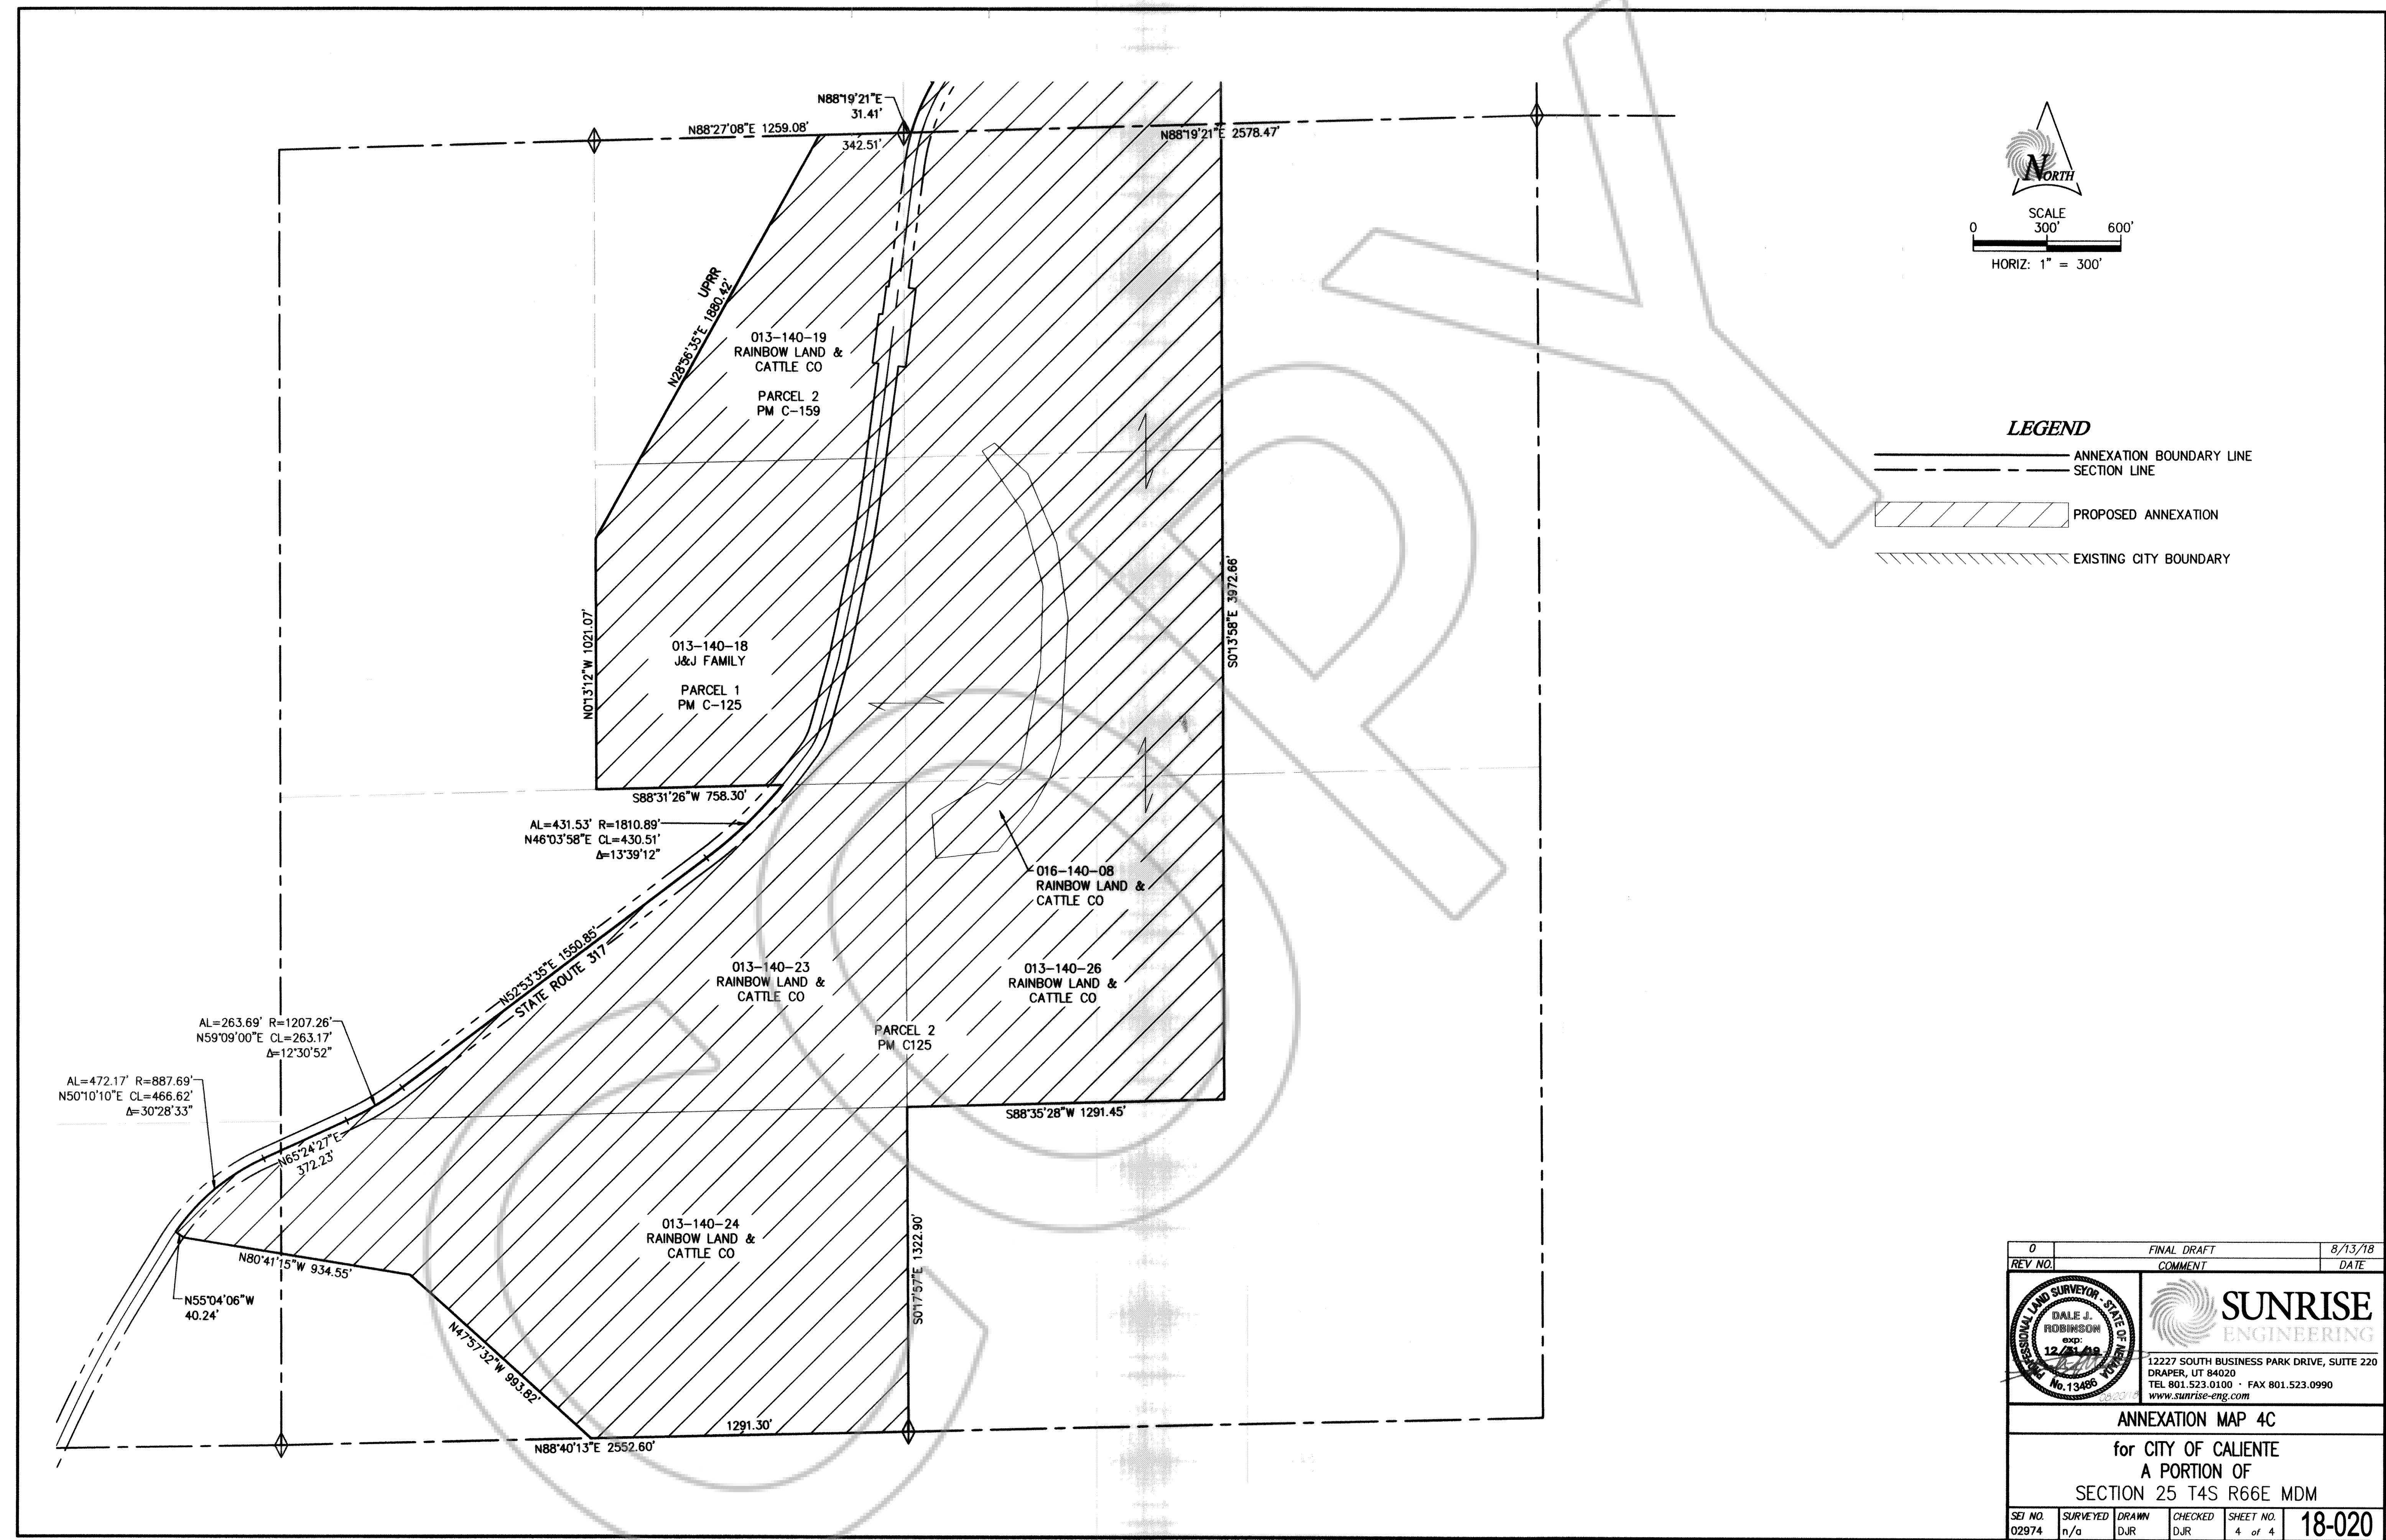 N88°19'21"E
31.41'
N88°27'08"E 1259.08'
342.51'
N88°19'21"E 2578.47'
NORTH
SCALE
0 300' 600'
HORIZ: 1" = 300'
UPRR
N28°56'35"E 1880.42'
013-140-19
RAINBOW LAND &
CATTLE CO
PARCEL 2
PM C-159
LEGEND
ANNEXATION BOUNDARY LINE
SECTION LINE
PROPOSED ANNEXATION
EXISTING CITY BOUNDARY
COPY
S0°13'58"E 3972.66'
N0°13'12"W 1021.07'
013-140-18
J&J FAMILY
PARCEL 1
PM C-125
S88°31'26"W 758.30'
AL=431.53' R=1810.89'
N46°03'58"E CL=430.51'
Δ=13°39'12"
016-140-08
RAINBOW LAND &
CATTLE CO
N52°53'35"E 1550.85'
STATE ROUTE 317
013-140-23
RAINBOW LAND &
CATTLE CO
013-140-26
RAINBOW LAND &
CATTLE CO
PARCEL 2
PM C125
AL=263.69' R=1207.26'
N59°09'00"E CL=263.17'
Δ=12°30'52"
AL=472.17' R=887.69'
N50°10'10"E CL=466.62'
Δ=30°28'33"
S88°35'28"W 1291.45'
N65°24'27"E
372.23'
013-140-24
RAINBOW LAND &
CATTLE CO
S0°17'57"E 1322.90'
N80°41'15"W 934.55'
N55°04'06"W
40.24'
N47°57'32"W 993.82'
1291.30'
N88°40'13"E 2552.60'
0 FINAL DRAFT 8/13/18
REV NO. COMMENT DATE
PROFESSIONAL LAND SURVEYOR - STATE OF NEVADA
DALE J.
ROBINSON
exp:
12/31/19
No. 13486
SUNRISE
ENGINEERING
12227 SOUTH BUSINESS PARK DRIVE, SUITE 220
DRAPER, UT 84020
TEL 801.523.0100 · FAX 801.523.0990
www.sunrise-eng.com
ANNEXATION MAP 4C
for CITY OF CALIENTE
A PORTION OF
SECTION 25 T4S R66E MDM
SEI NO. SURVEYED DRAWN CHECKED SHEET NO.
02974 n/a DJR DJR 4 of 4 18-020